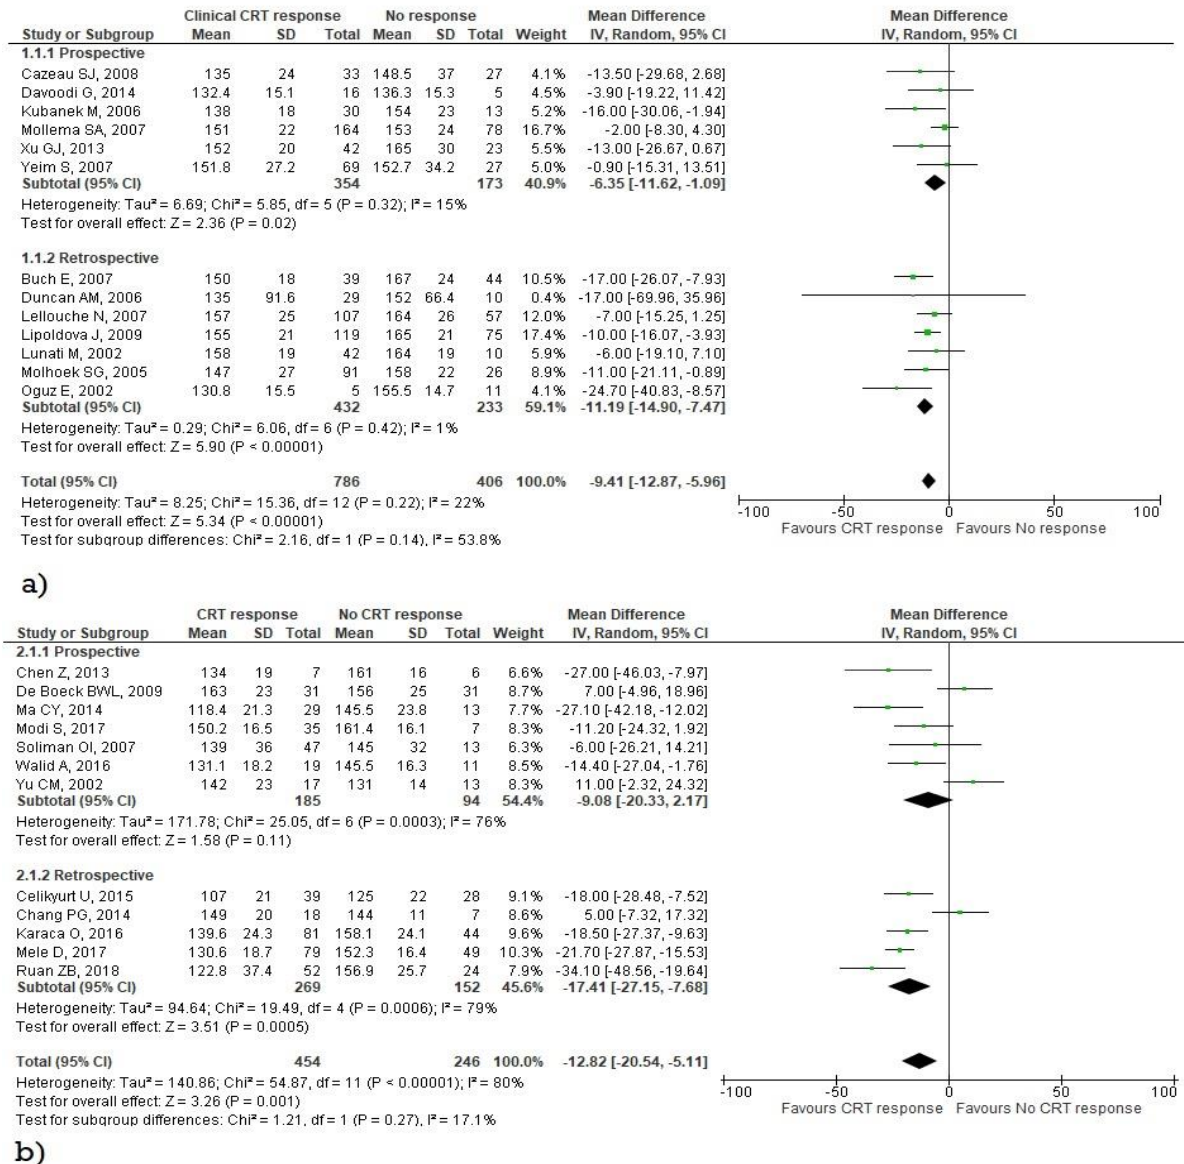 Clinical CRT response No response Mean Difference Mean Difference
Study or Subgroup Mean SD Total Mean SD Total Weight IV, Random, 95% CI IV, Random, 95% CI
1.1.1 Prospective
Cazeau SJ, 2008 135 24 33 148.5 37 27 4.1% -13.50 [-29.68, 2.68]
Davoodi G, 2014 132.4 15.1 16 136.3 15.3 5 4.5% -3.90 [-19.22, 11.42]
Kubanek M, 2006 138 18 30 154 23 13 5.2% -16.00 [-30.06, -1.94]
Mollema SA, 2007 151 22 164 153 24 78 16.7% -2.00 [-8.30, 4.30]
Xu GJ, 2013 152 20 42 165 30 23 5.5% -13.00 [-26.67, 0.67]
Yeim S, 2007 151.8 27.2 69 152.7 34.2 27 5.0% -0.90 [-15.31, 13.51]
Subtotal (95% CI) 354 173 40.9% -6.35 [-11.62, -1.09]
Heterogeneity: Tau² = 6.69; Chi² = 5.85, df = 5 (P = 0.32); I² = 15%
Test for overall effect: Z = 2.36 (P = 0.02)
1.1.2 Retrospective
Buch E, 2007 150 18 39 167 24 44 10.5% -17.00 [-26.07, -7.93]
Duncan AM, 2006 135 91.6 29 152 66.4 10 0.4% -17.00 [-69.96, 35.96]
Lellouche N, 2007 157 25 107 164 26 57 12.0% -7.00 [-15.25, 1.25]
Lipoldova J, 2009 155 21 119 165 21 75 17.4% -10.00 [-16.07, -3.93]
Lunati M, 2002 158 19 42 164 19 10 5.9% -6.00 [-19.10, 7.10]
Molhoek SG, 2005 147 27 91 158 22 26 8.9% -11.00 [-21.11, -0.89]
Oguz E, 2002 130.8 15.5 5 155.5 14.7 11 4.1% -24.70 [-40.83, -8.57]
Subtotal (95% CI) 432 233 59.1% -11.19 [-14.90, -7.47]
Heterogeneity: Tau² = 0.29; Chi² = 6.06, df = 6 (P = 0.42); I² = 1%
Test for overall effect: Z = 5.90 (P < 0.00001)
Total (95% CI) 786 406 100.0% -9.41 [-12.87, -5.96]
Heterogeneity: Tau² = 8.25; Chi² = 15.36, df = 12 (P = 0.22); I² = 22%
Test for overall effect: Z = 5.34 (P < 0.00001)
Test for subgroup differences: Chi² = 2.16, df = 1 (P = 0.14), I² = 53.8%
-100 -50 0 50 100
Favours CRT response Favours No response
a)
CRT response No CRT response Mean Difference Mean Difference
Study or Subgroup Mean SD Total Mean SD Total Weight IV, Random, 95% CI IV, Random, 95% CI
2.1.1 Prospective
Chen Z, 2013 134 19 7 161 16 6 6.6% -27.00 [-46.03, -7.97]
De Boeck BWL, 2009 163 23 31 156 25 31 8.7% 7.00 [-4.96, 18.96]
Ma CY, 2014 118.4 21.3 29 145.5 23.8 13 7.7% -27.10 [-42.18, -12.02]
Modi S, 2017 150.2 16.5 35 161.4 16.1 7 8.3% -11.20 [-24.32, 1.92]
Soliman OI, 2007 139 36 47 145 32 13 6.3% -6.00 [-26.21, 14.21]
Walid A, 2016 131.1 18.2 19 145.5 16.3 11 8.5% -14.40 [-27.04, -1.76]
Yu CM, 2002 142 23 17 131 14 13 8.3% 11.00 [-2.32, 24.32]
Subtotal (95% CI) 185 94 54.4% -9.08 [-20.33, 2.17]
Heterogeneity: Tau² = 171.78; Chi² = 25.05, df = 6 (P = 0.0003); I² = 76%
Test for overall effect: Z = 1.58 (P = 0.11)
2.1.2 Retrospective
Celikyurt U, 2015 107 21 39 125 22 28 9.1% -18.00 [-28.48, -7.52]
Chang PG, 2014 149 20 18 144 11 7 8.6% 5.00 [-7.32, 17.32]
Karaca O, 2016 139.6 24.3 81 158.1 24.1 44 9.6% -18.50 [-27.37, -9.63]
Mele D, 2017 130.6 18.7 79 152.3 16.4 49 10.3% -21.70 [-27.87, -15.53]
Ruan ZB, 2018 122.8 37.4 52 156.9 25.7 24 7.9% -34.10 [-48.56, -19.64]
Subtotal (95% CI) 269 152 45.6% -17.41 [-27.15, -7.68]
Heterogeneity: Tau² = 94.64; Chi² = 19.49, df = 4 (P = 0.0006); I² = 79%
Test for overall effect: Z = 3.51 (P = 0.0005)
Total (95% CI) 454 246 100.0% -12.82 [-20.54, -5.11]
Heterogeneity: Tau² = 140.86; Chi² = 54.87, df = 11 (P < 0.00001); I² = 80%
Test for overall effect: Z = 3.26 (P = 0.001)
Test for subgroup differences: Chi² = 1.21, df = 1 (P = 0.27), I² = 17.1%
-100 -50 0 50 100
Favours CRT response Favours No CRT response
b)